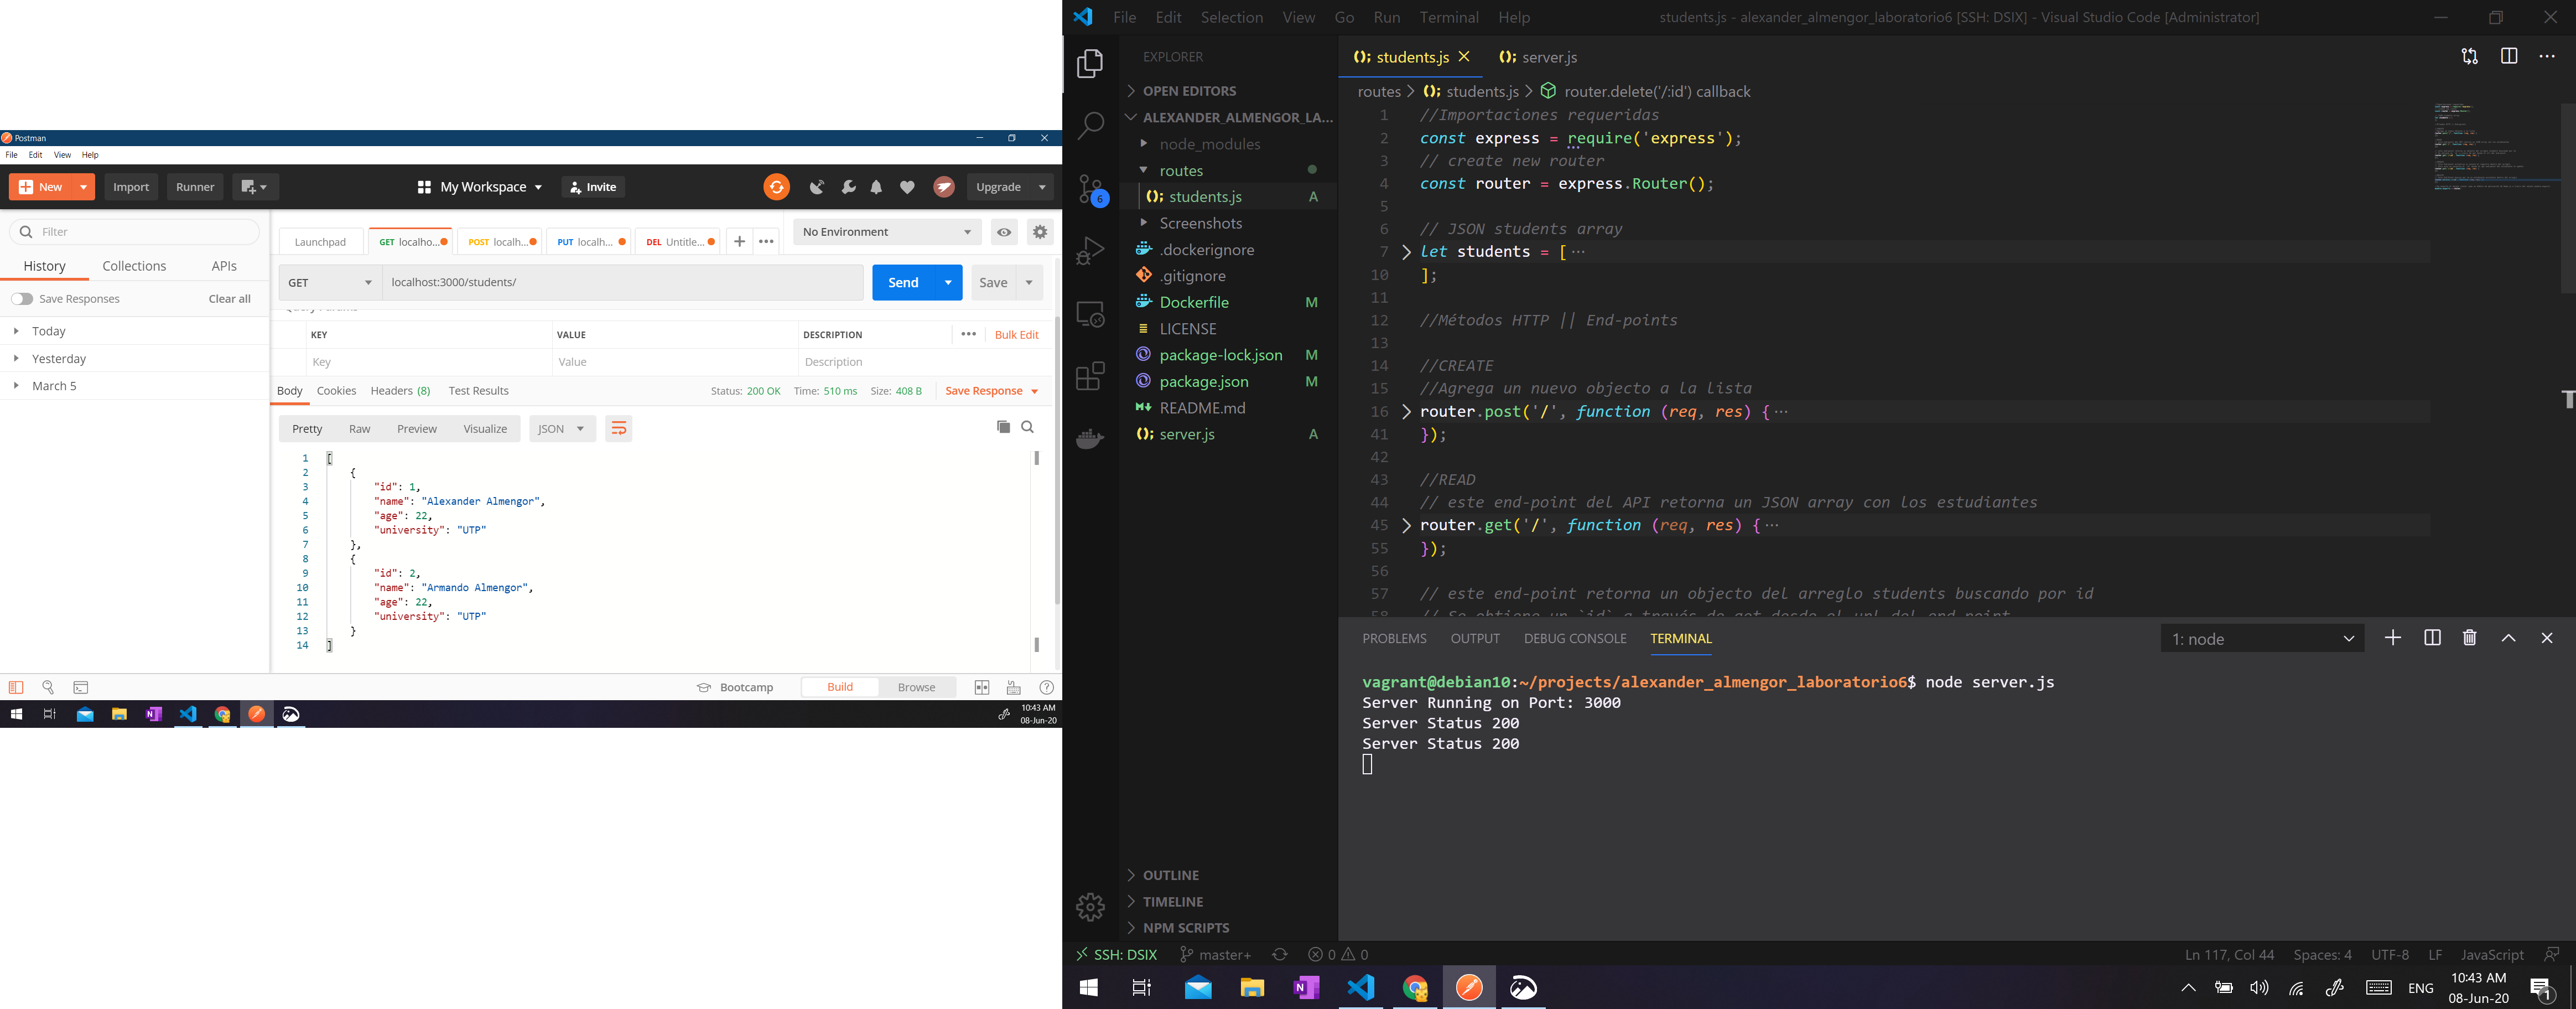 Postman
File Edit View Help
New Import Runner My Workspace Invite Upgrade
Filter
History Collections APIs
Save Responses Clear all
Today
Yesterday
March 5
Launchpad GET localho... POST localh... PUT localh... DEL Untitle... No Environment
GET localhost:3000/students/ Send Save
KEY VALUE DESCRIPTION Bulk Edit
Key Value Description
Body Cookies Headers (8) Test Results Status: 200 OK Time: 510 ms Size: 408 B Save Response
Pretty Raw Preview Visualize JSON
1 [
2 {
3 "id": 1,
4 "name": "Alexander Almengor",
5 "age": 22,
6 "university": "UTP"
7 },
8 {
9 "id": 2,
10 "name": "Armando Almengor",
11 "age": 22,
12 "university": "UTP"
13 }
14 ]
Bootcamp Build Browse
10:43 AM
08-Jun-20
File Edit Selection View Go Run Terminal Help students.js - alexander_almengor_laboratorio6 [SSH: DSIX] - Visual Studio Code [Administrator]
EXPLORER
OPEN EDITORS
ALEXANDER_ALMENGOR_LA...
node_modules
routes
students.js A
Screenshots
.dockerignore
.gitignore
Dockerfile M
LICENSE
package-lock.json M
package.json M
README.md
server.js A
6
OUTLINE
TIMELINE
NPM SCRIPTS
students.js server.js
routes > students.js > router.delete('/:id') callback
1 //Importaciones requeridas
2 const express = require('express');
3 // create new router
4 const router = express.Router();
5
6 // JSON students array
7 let students = [···
10 ];
11
12 //Métodos HTTP || End-points
13
14 //CREATE
15 //Agrega un nuevo objecto a la lista
16 router.post('/', function (req, res) {···
41 });
42
43 //READ
44 // este end-point del API retorna un JSON array con los estudiantes
45 router.get('/', function (req, res) {···
55 });
56
57 // este end-point retorna un objecto del arreglo students buscando por id
PROBLEMS OUTPUT DEBUG CONSOLE TERMINAL 1: node
vagrant@debian10:~/projects/alexander_almengor_laboratorio6$ node server.js
Server Running on Port: 3000
Server Status 200
Server Status 200
SSH: DSIX master+ 0 0 Ln 117, Col 44 Spaces: 4 UTF-8 LF JavaScript
ENG 10:43 AM
08-Jun-20 1